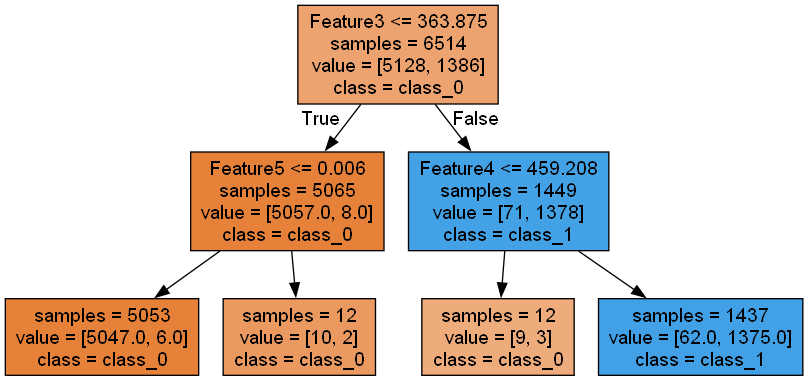 Feature3 <= 363.875
samples = 6514
value = [5128, 1386]
class = class_0
True
False
Feature5 <= 0.006
samples = 5065
value = [5057.0, 8.0]
class = class_0
Feature4 <= 459.208
samples = 1449
value = [71, 1378]
class = class_1
samples = 5053
value = [5047.0, 6.0]
class = class_0
samples = 12
value = [10, 2]
class = class_0
samples = 12
value = [9, 3]
class = class_0
samples = 1437
value = [62.0, 1375.0]
class = class_1